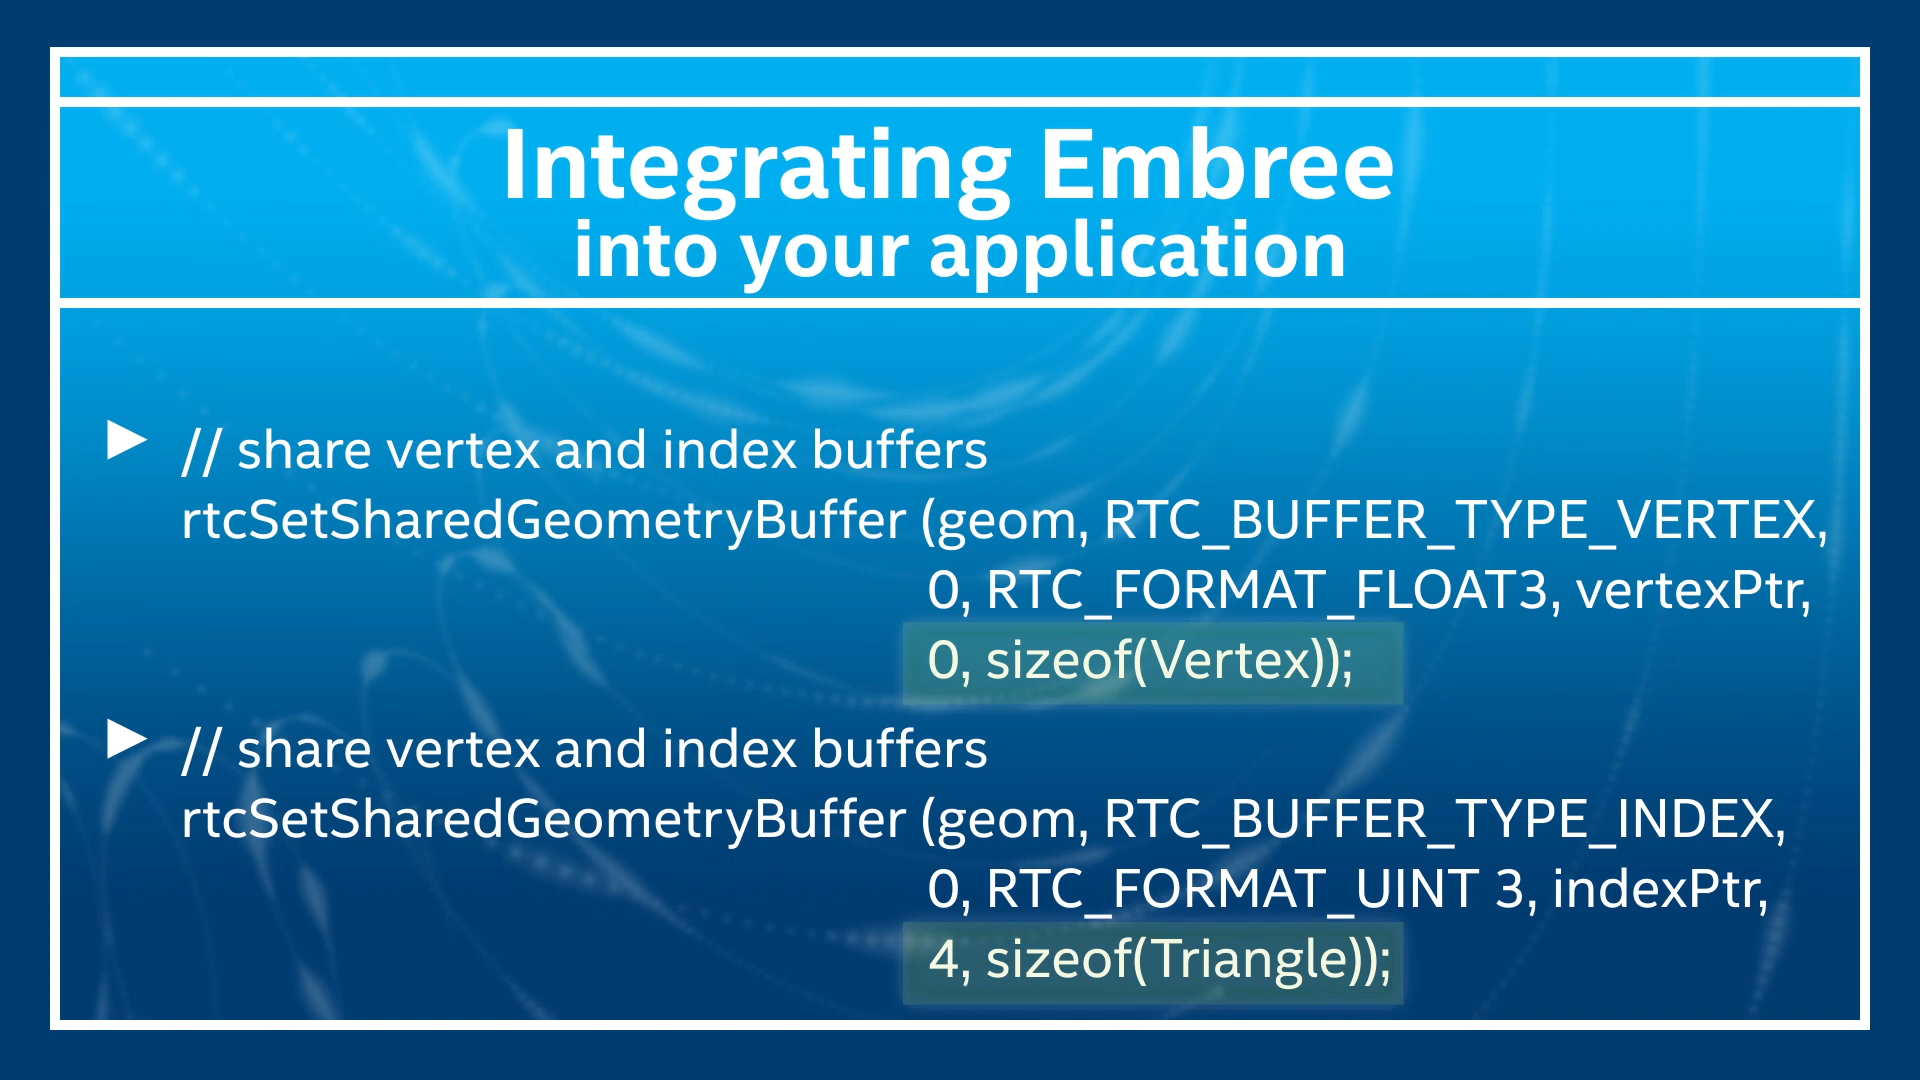 Integrating Embree
into your application
// share vertex and index buffers
rtcSetSharedGeometryBuffer (geom, RTC_BUFFER_TYPE_VERTEX,
0, RTC_FORMAT_FLOAT3, vertexPtr,
0, sizeof(Vertex));
// share vertex and index buffers
rtcSetSharedGeometryBuffer (geom, RTC_BUFFER_TYPE_INDEX,
0, RTC_FORMAT_UINT 3, indexPtr,
4, sizeof(Triangle));